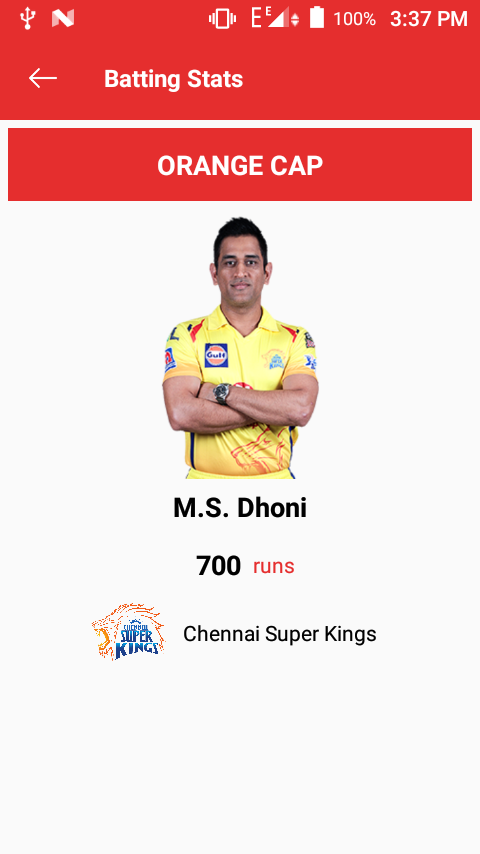 E E 100% 3:37 PM
Batting Stats
ORANGE CAP
Gulf
M.S. Dhoni
700 runs
CHENNAI
SUPER
KINGS
Chennai Super Kings